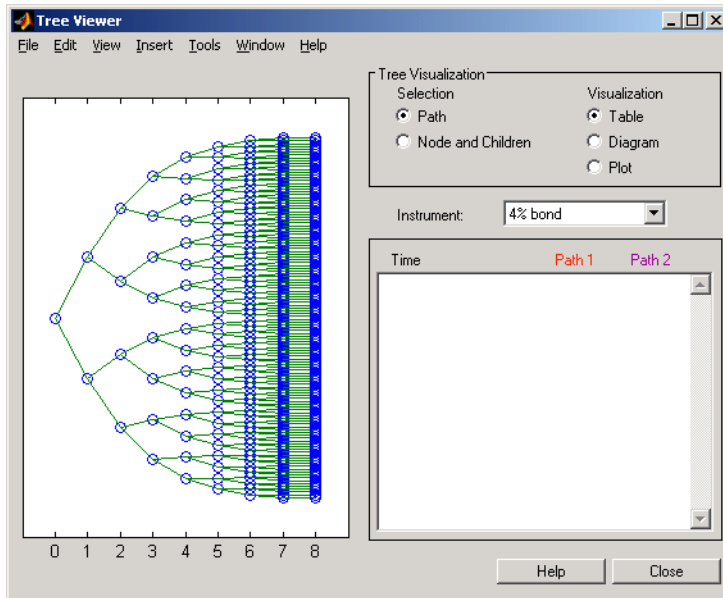 Tree Viewer
File Edit View Insert Tools Window Help
Tree Visualization
Selection Visualization
Path Table
Node and Children Diagram
Plot
Instrument: 4% bond
Time Path 1 Path 2
0 1 2 3 4 5 6 7 8
Help Close